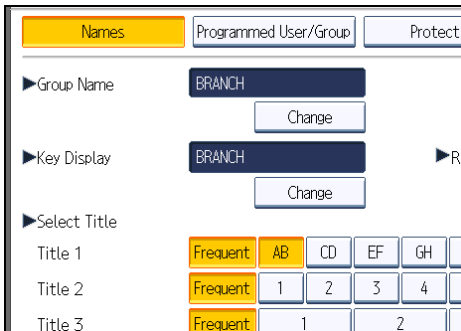 Names Programmed User/Group Protect
▶Group Name BRANCH
Change
▶Key Display BRANCH ▶R
Change
▶Select Title
Title 1 Frequent AB CD EF GH
Title 2 Frequent 1 2 3 4
Title 3 Frequent 1 2